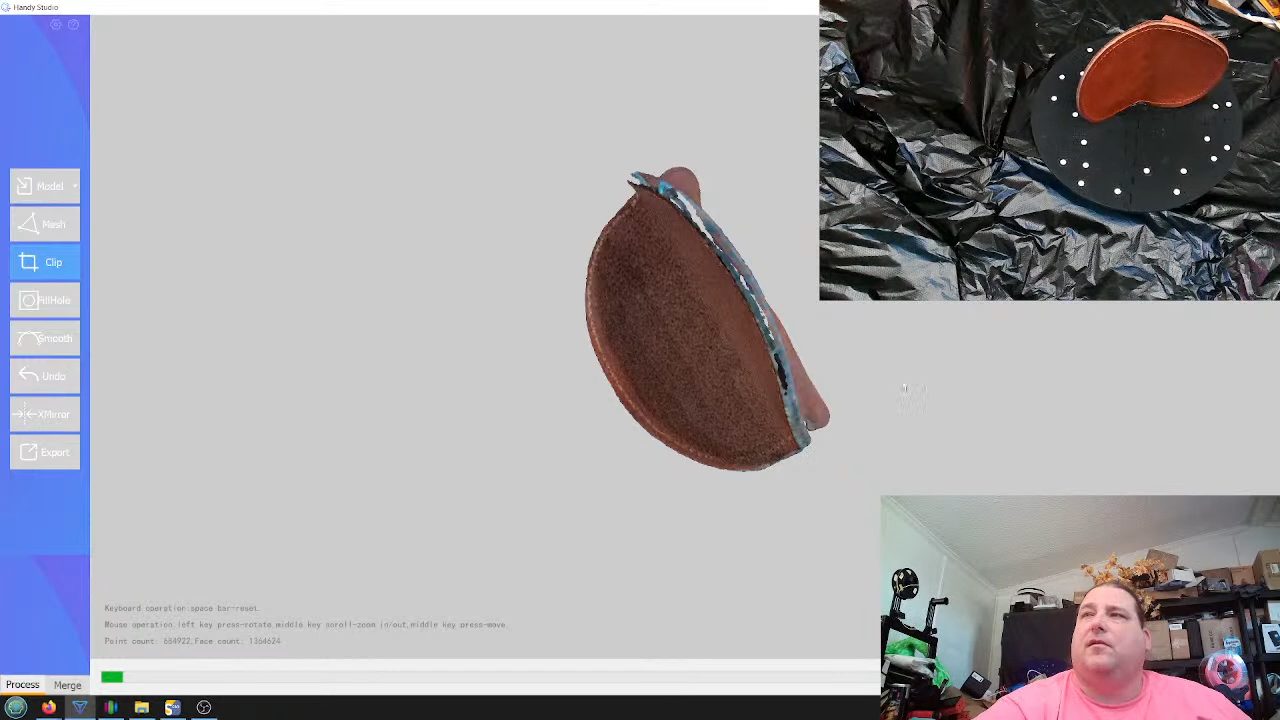 Handy Studio
Model
Mesh
Clip
FillHole
Smooth
Undo
XMirror
Export
Keyboard operation:space bar-reset.
Mouse operation:left key press-rotate,middle key scroll-zoom in/out,middle key press-move.
Point count: 684922,Face count: 1364624
Process
Merge